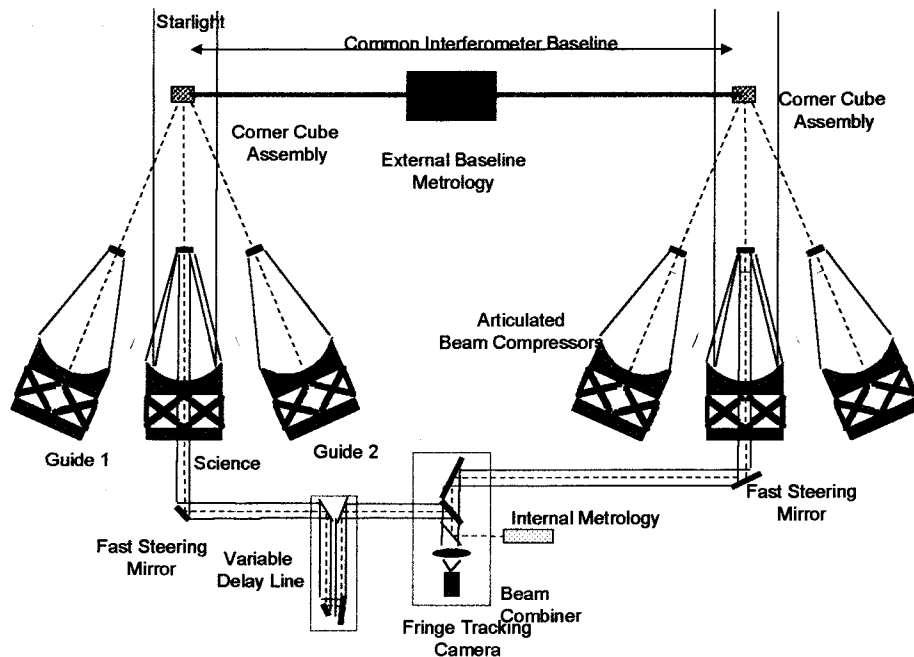 Starlight
Common Interferometer Baseline
Corner Cube
Assembly
External Baseline
Metrology
Corner Cube
Assembly
Articulated
Beam Compressors
Guide 1
Science
Guide 2
Fast Steering
Mirror
Variable
Delay Line
Internal Metrology
Fast Steering
Mirror
Beam
Combiner
Fringe Tracking
Camera